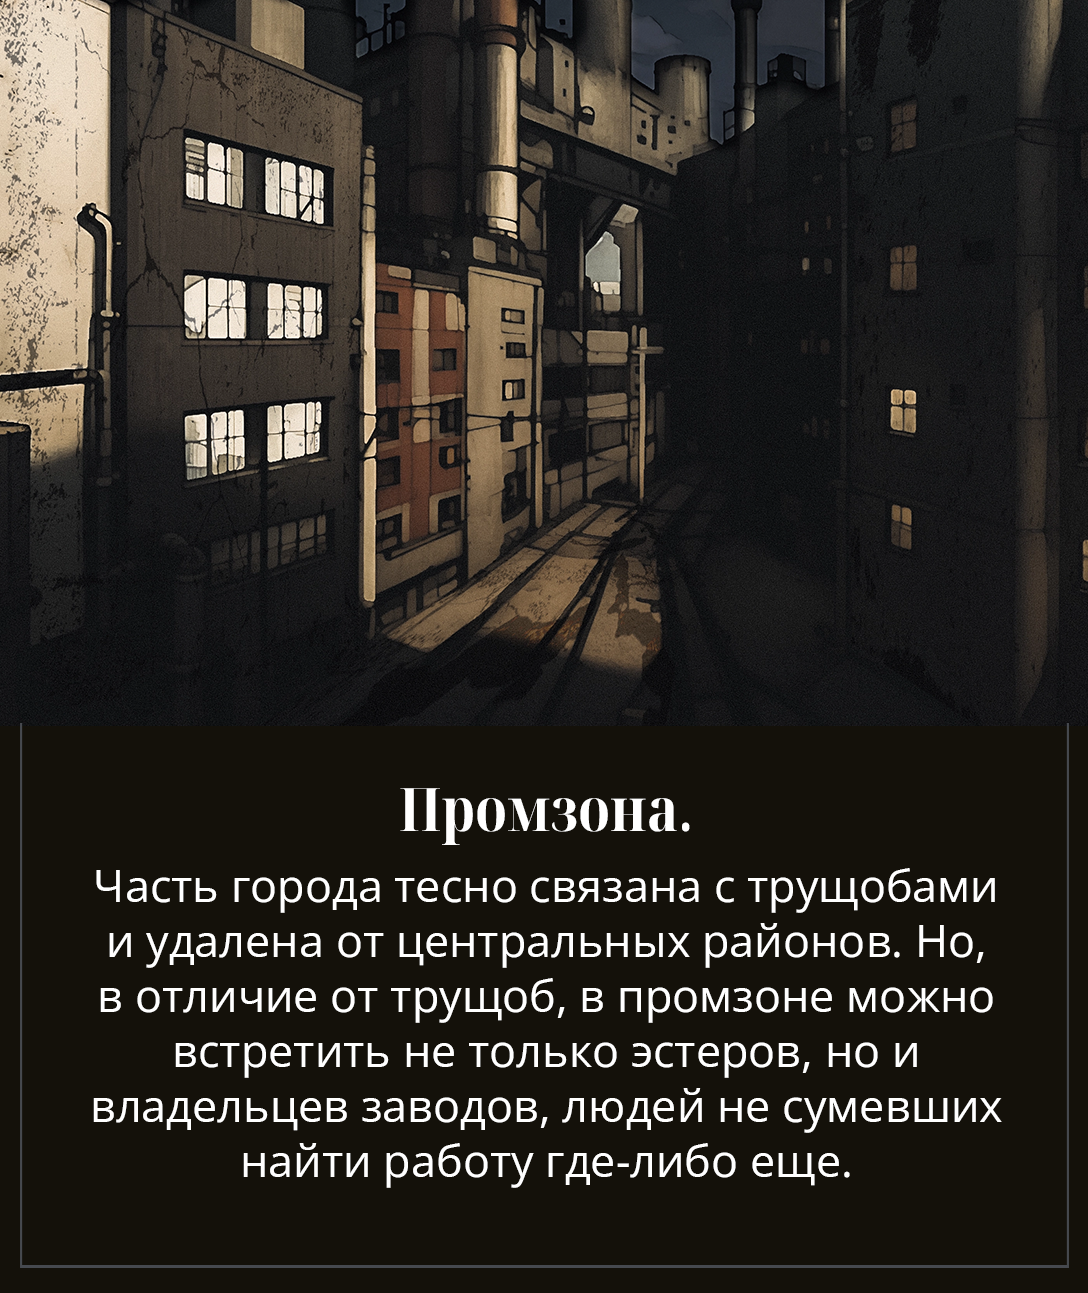 Промзона.
Часть города тесно связана с трущобами
и удалена от центральных районов. Но,
в отличие от трущоб, в промзоне можно
встретить не только эстеров, но и
владельцев заводов, людей не сумевших
найти работу где-либо еще.